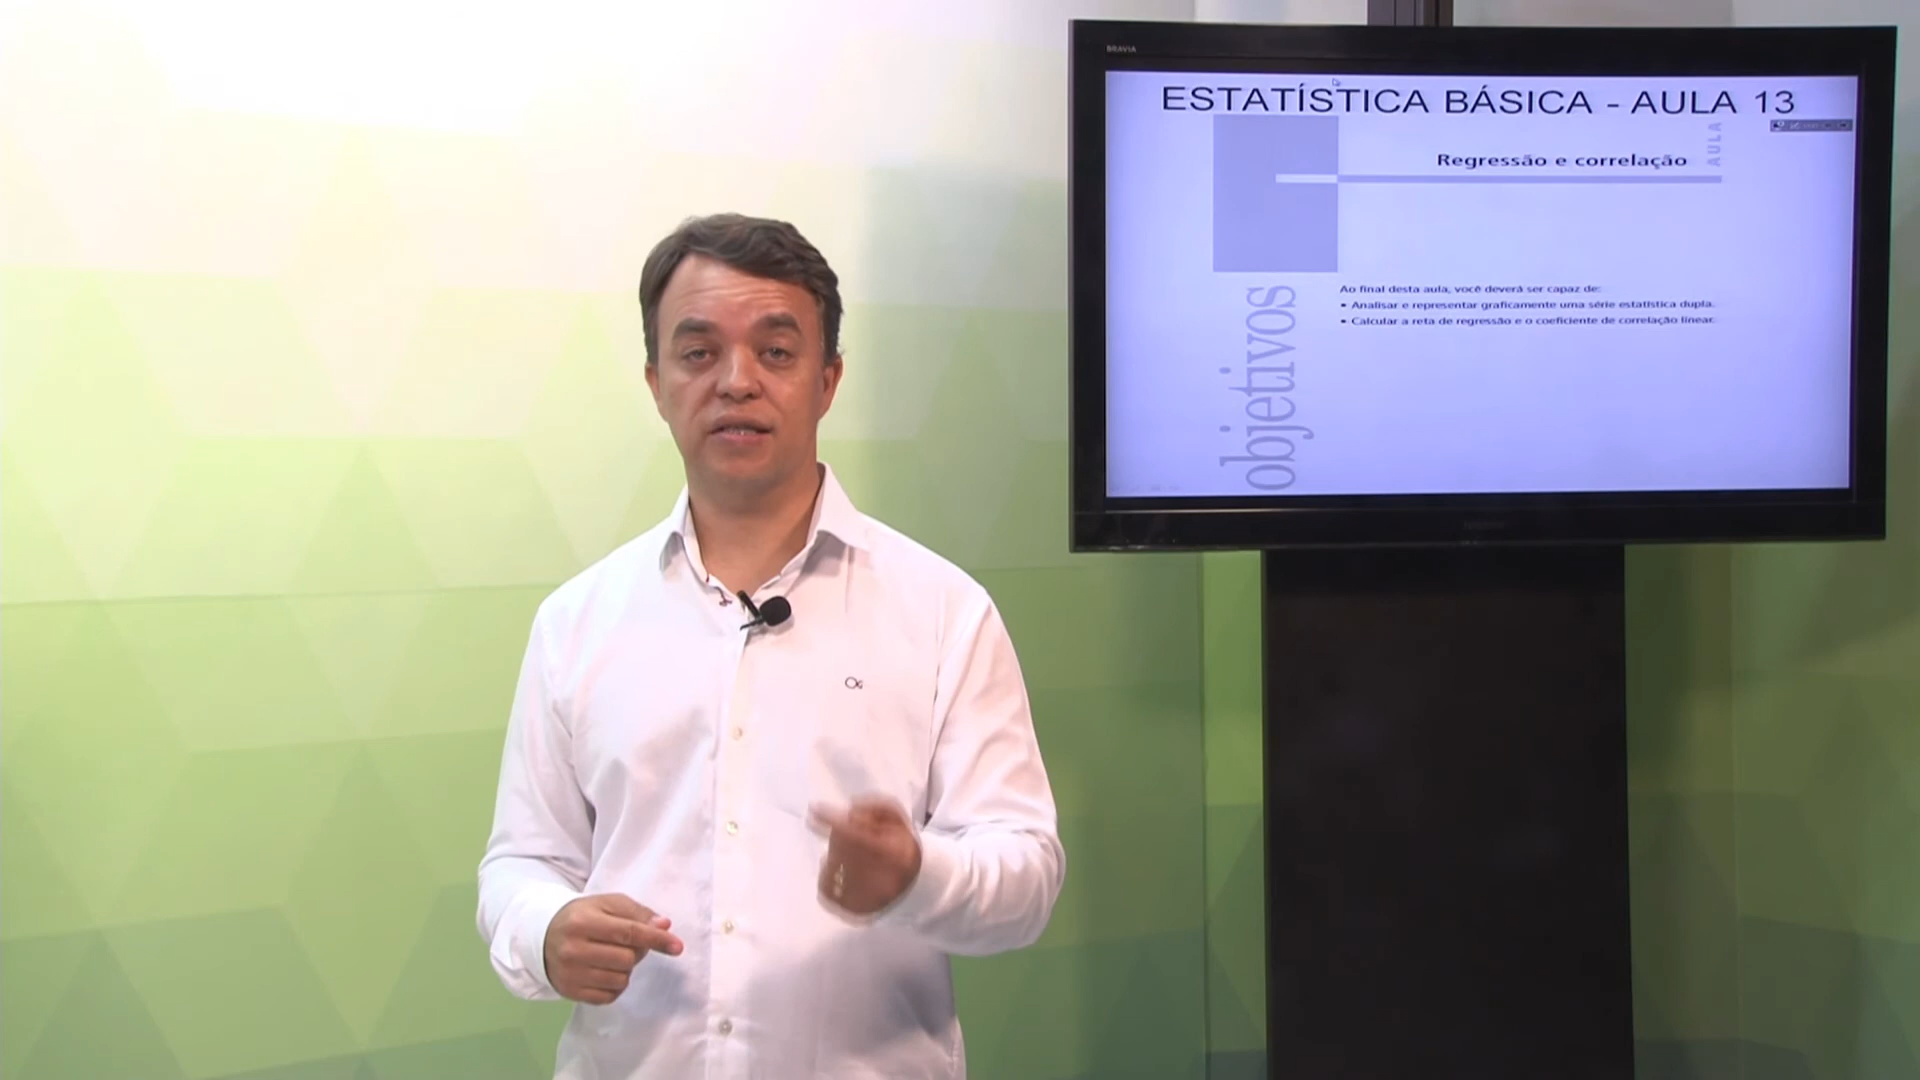 BRAVIA
ESTATÍSTICA BÁSICA - AULA 13
AULA
Regressão e correlação
objetivos
Ao final desta aula, você deverá ser capaz de:
• Analisar e representar graficamente uma série estatística dupla.
• Calcular a reta de regressão e o coeficiente de correlação linear.